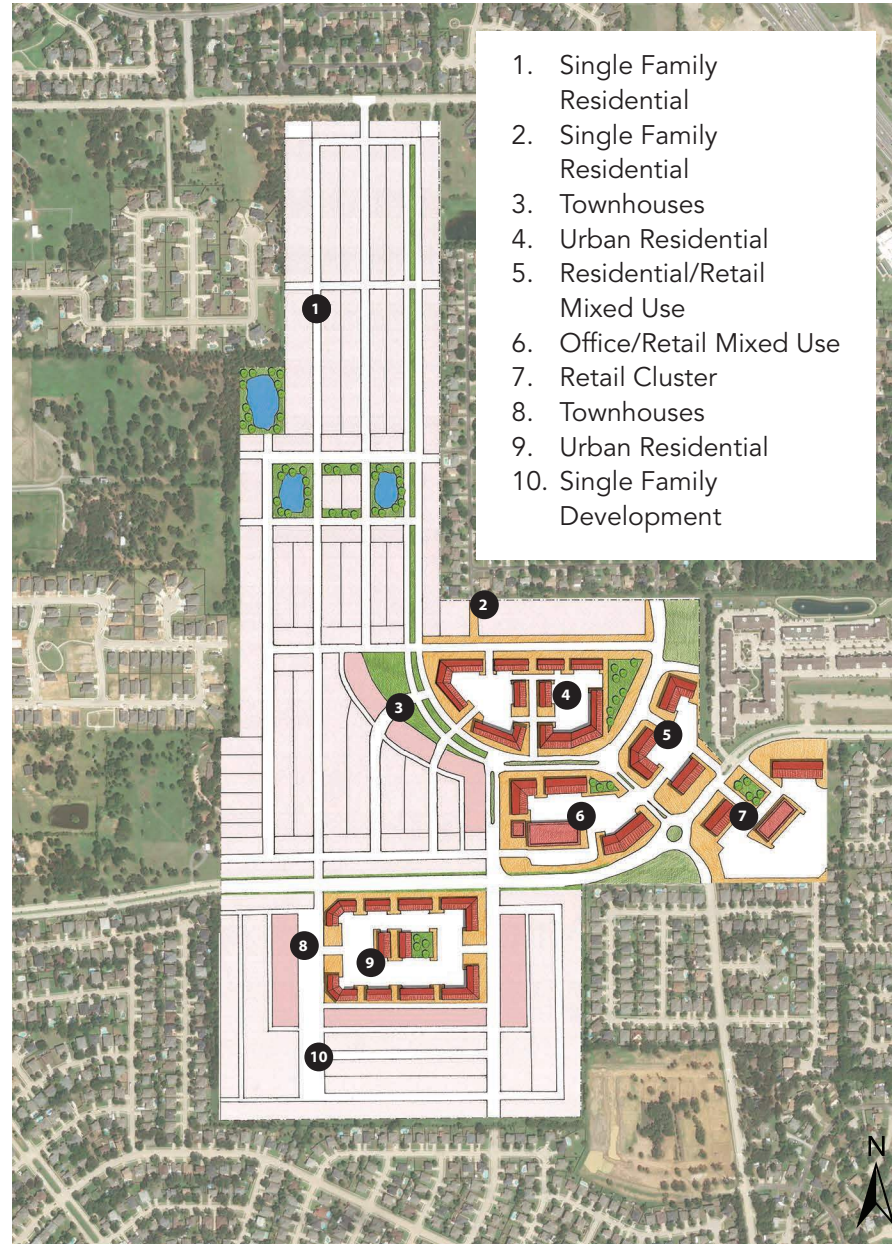 1. Single Family
Residential
2. Single Family
Residential
3. Townhouses
4. Urban Residential
5. Residential/Retail
Mixed Use
6. Office/Retail Mixed Use
7. Retail Cluster
8. Townhouses
9. Urban Residential
10. Single Family
Development
1
2
3
4
5
6
7
8
9
10
N